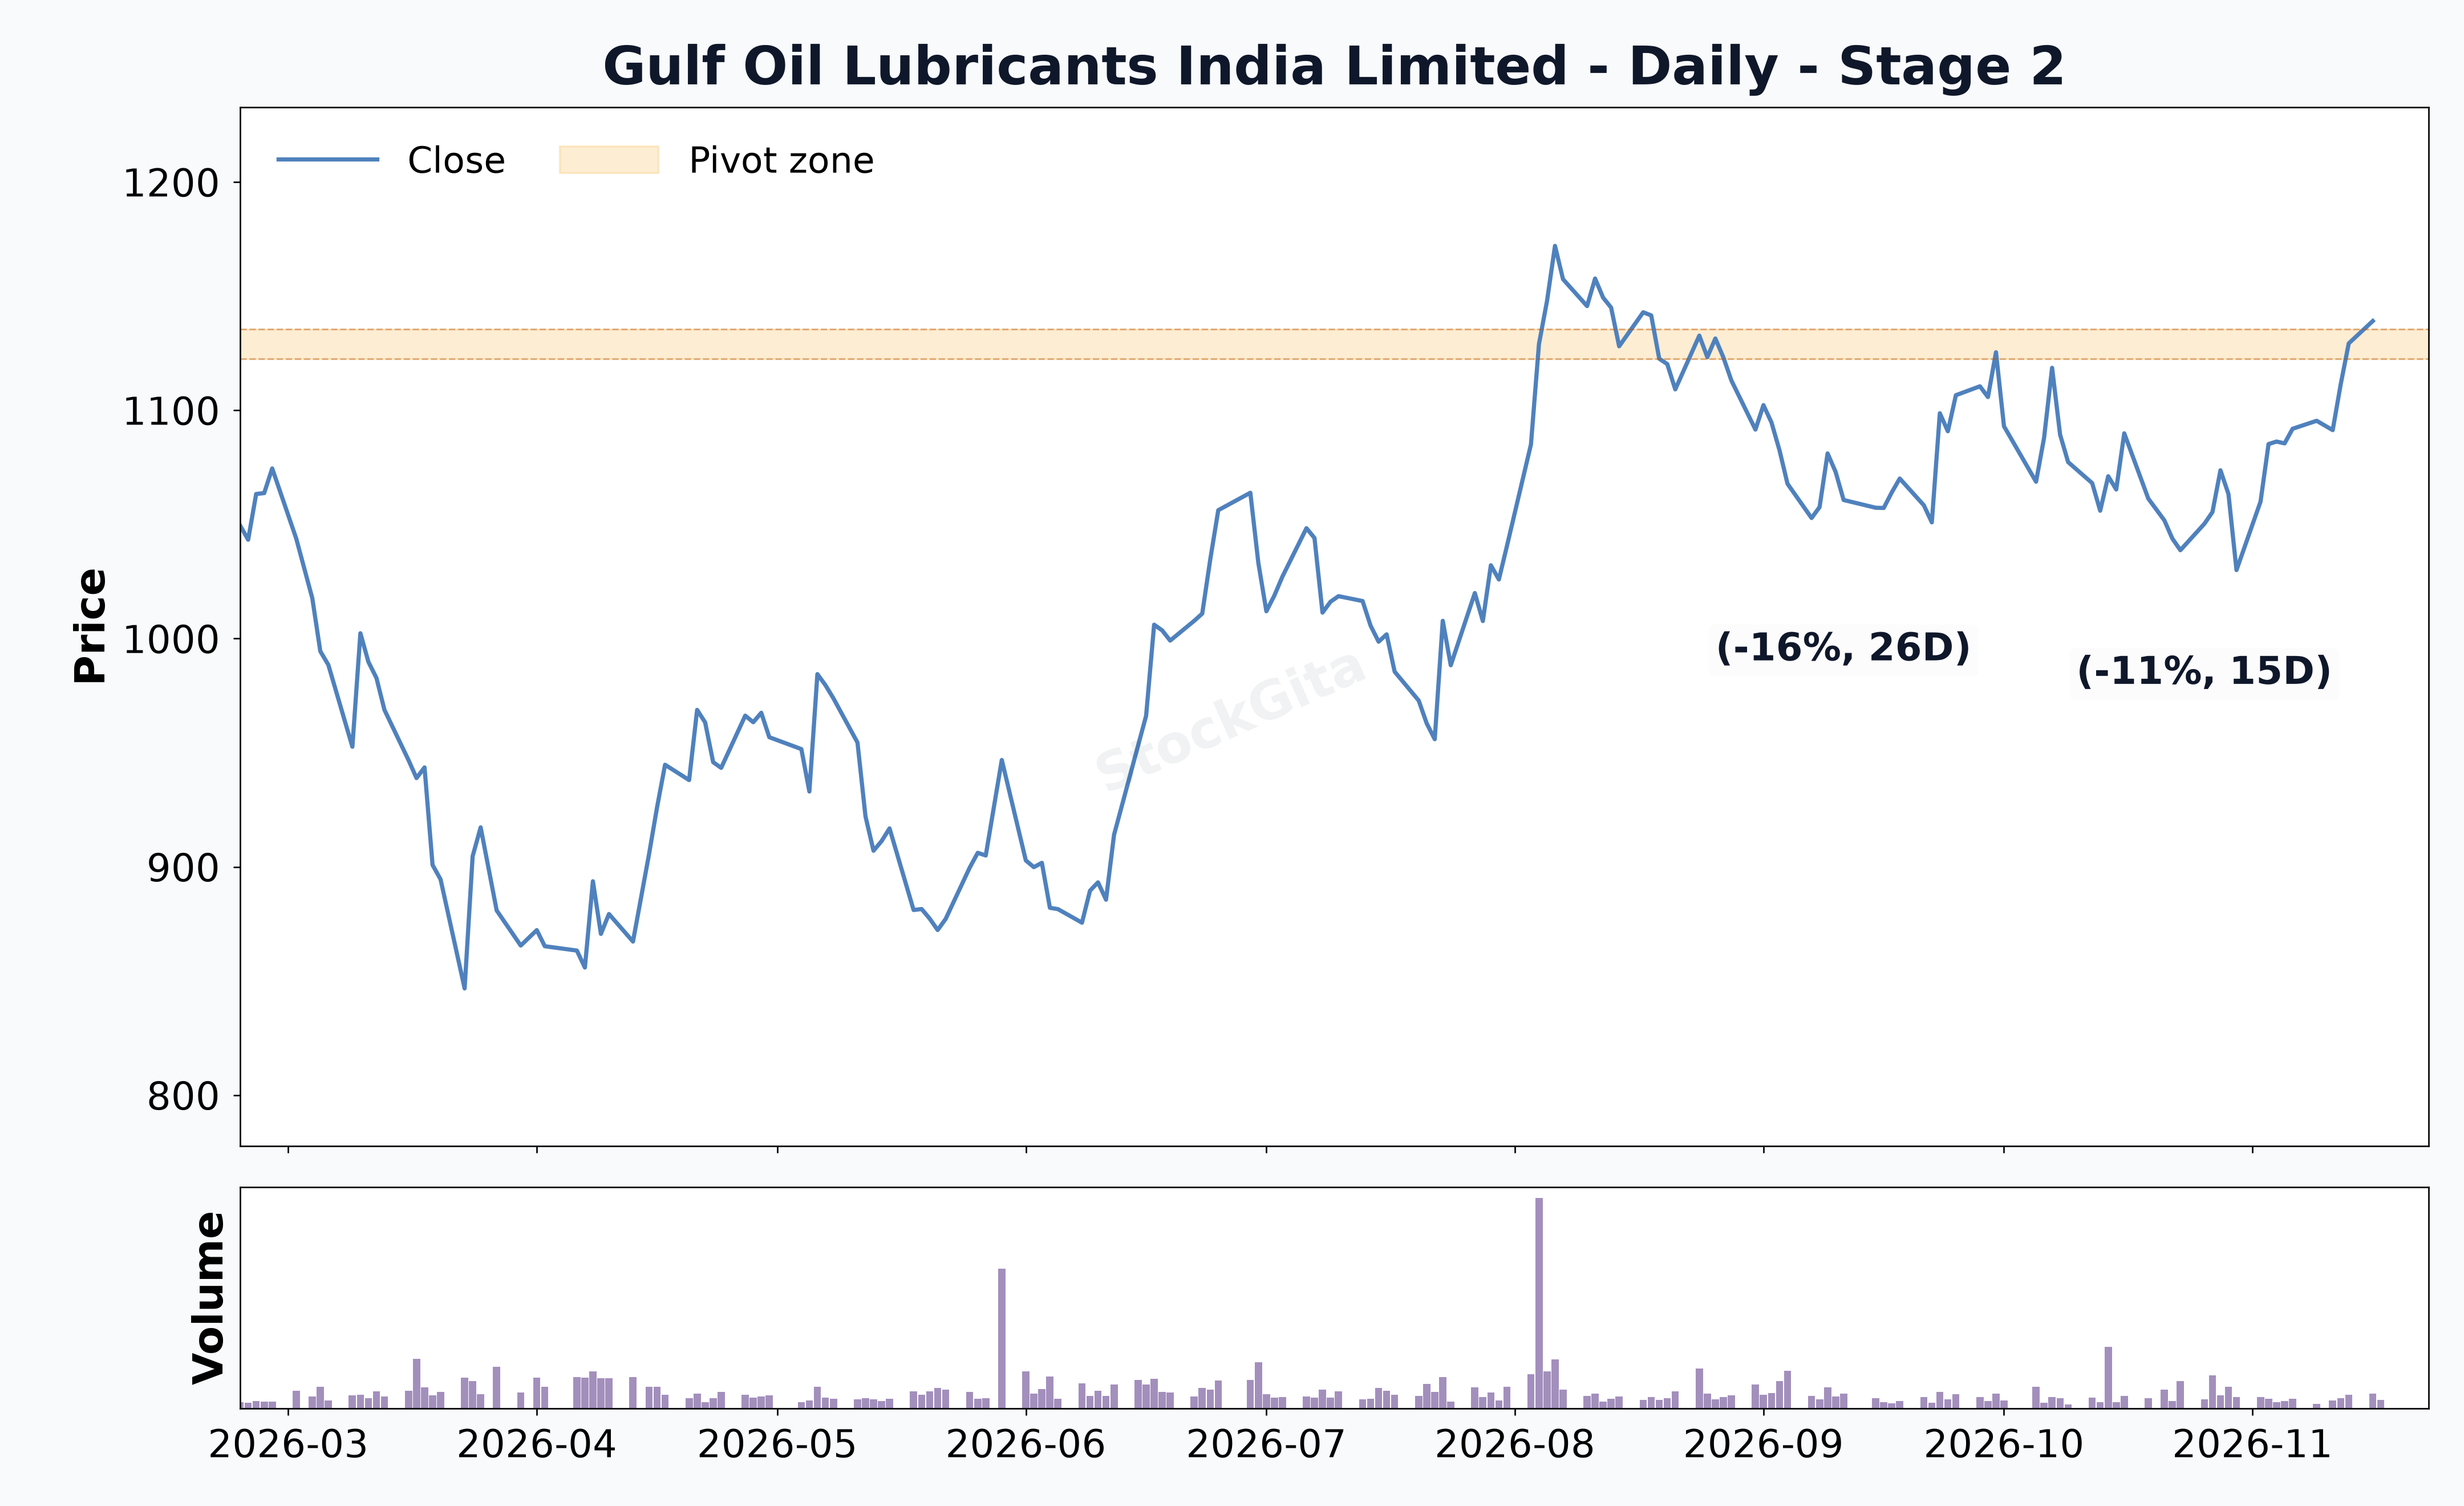 Gulf Oil Lubricants India Limited - Daily - Stage 2
Close
Pivot zone
1200
1100
1000
900
800
Price
(-16%, 26D)
(-11%, 15D)
StockGita
Volume
2026-03
2026-04
2026-05
2026-06
2026-07
2026-08
2026-09
2026-10
2026-11